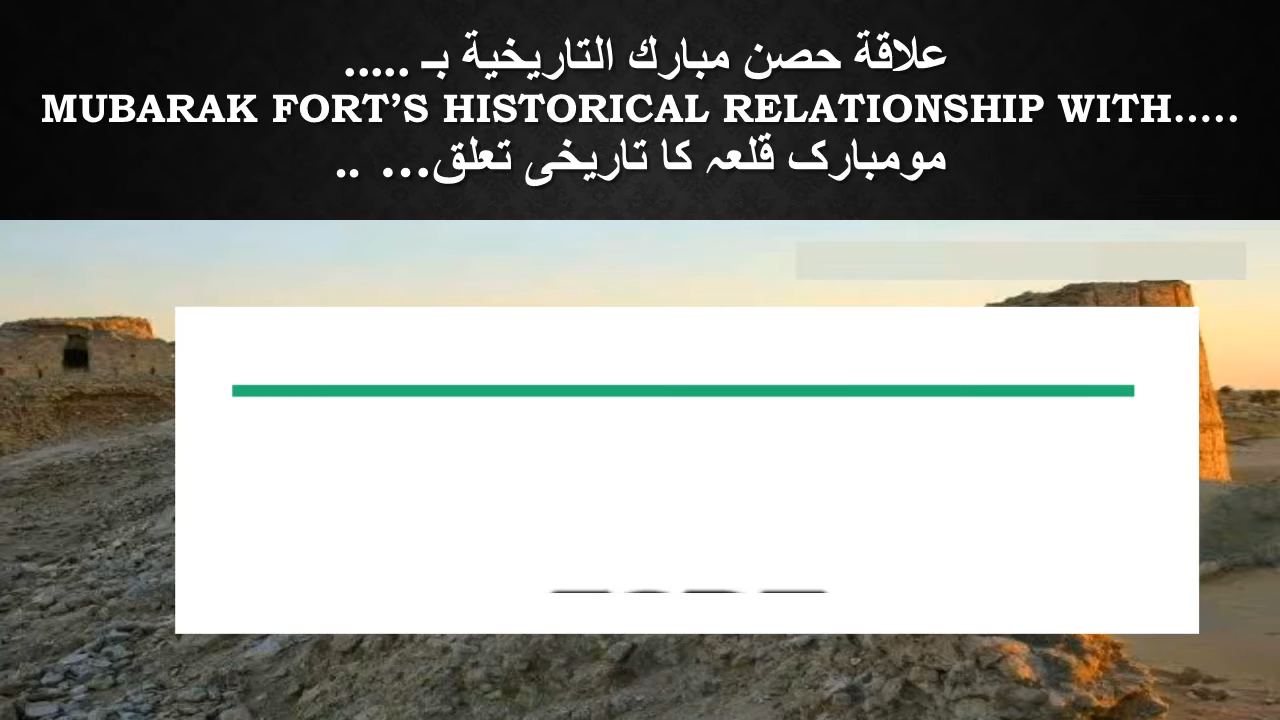 علاقة حصن مبارك التاريخية بـ .....
MUBARAK FORT’S HISTORICAL RELATIONSHIP WITH.....
مومبارک قلعہ کا تاریخی تعلق... ..